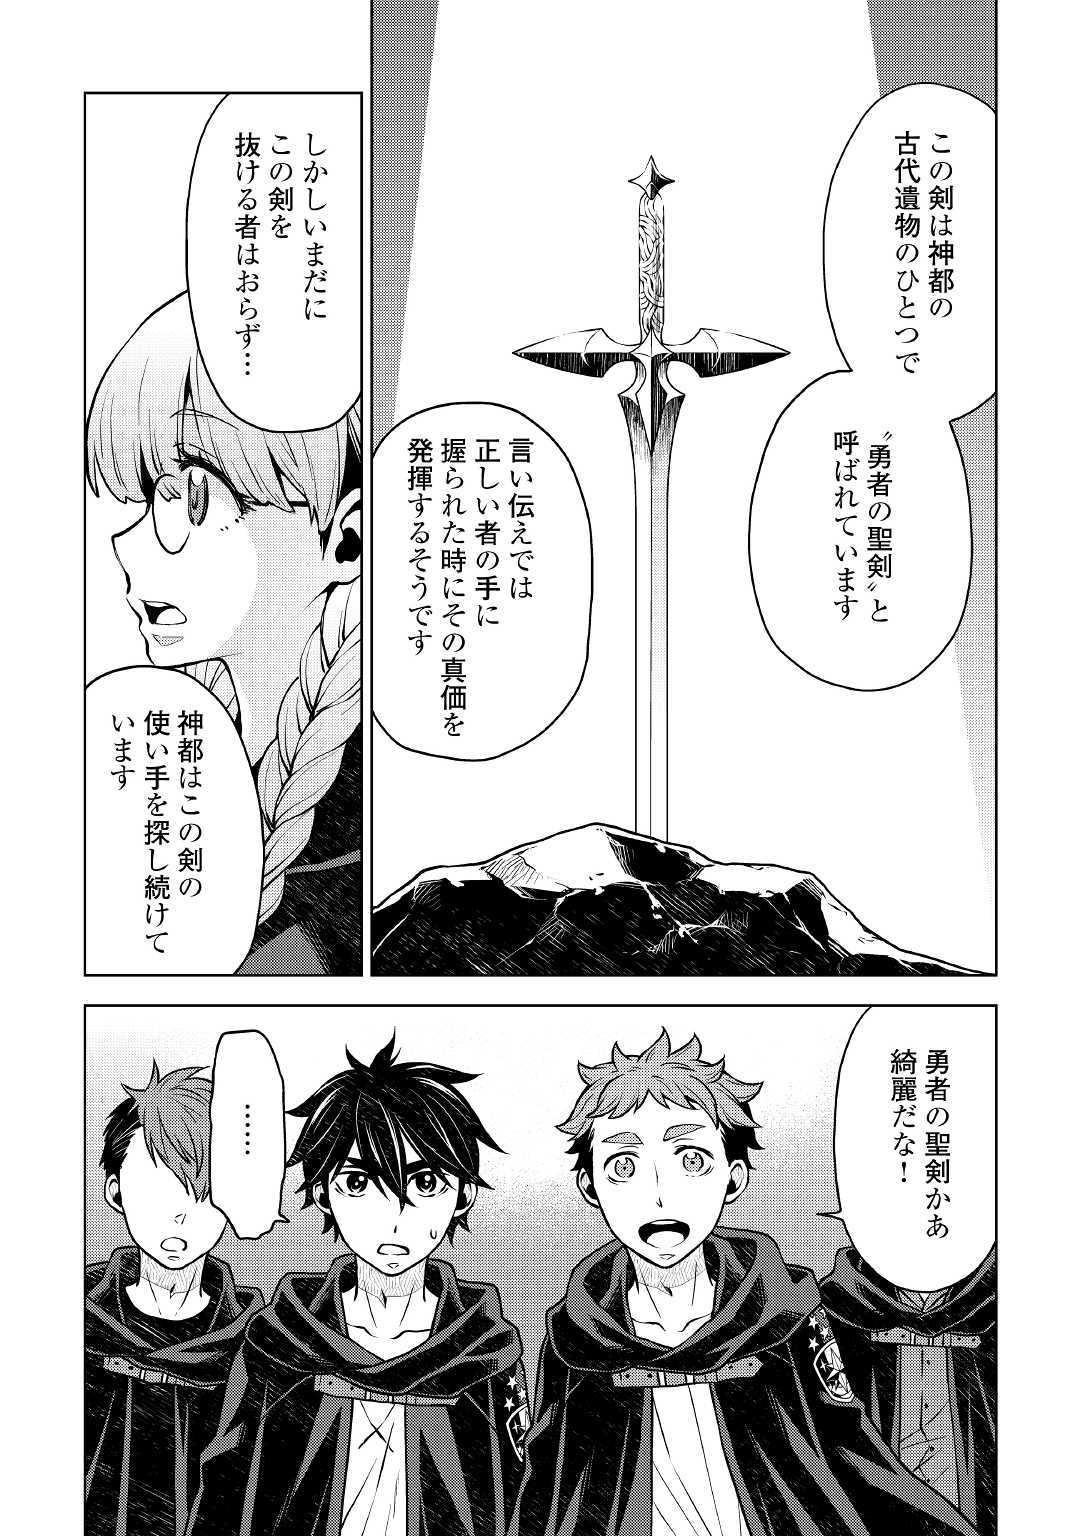 この剣は神都の
古代遺物のひとつで
〝勇者の聖剣〟と
呼ばれています
言い伝えでは
正しい者の手に
握られた時にその真価を
発揮するそうです
しかしいまだに
この剣を
抜ける者はおらず…
神都はこの剣の
使い手を探し続けて
います
勇者の聖剣かぁ
綺麗だな！
……